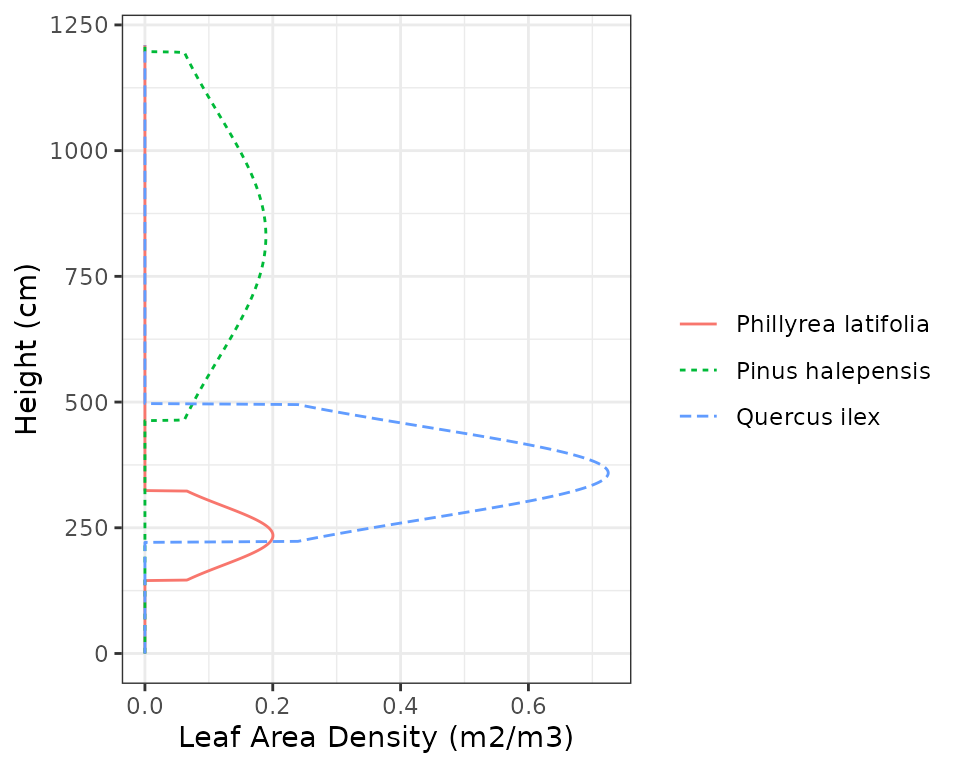 1250
1000
750
500
250
0
Height (cm)
0.0 0.2 0.4 0.6
Leaf Area Density (m2/m3)
Phillyrea latifolia
Pinus halepensis
Quercus ilex